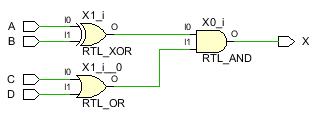 X1_i
A
I0
O
B
I1
RTL_XOR
X0_i
I0
I1
O
X
RTL_AND
X1_i__0
C
I0
O
D
I1
RTL_OR